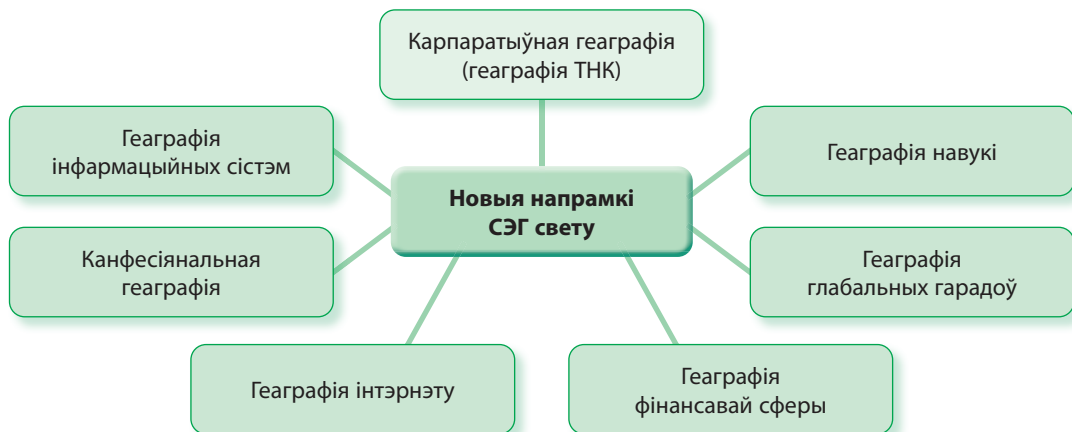 Карпаратыўная геаграфія
(геаграфія ТНК)
Геаграфія
інфармацыйных сістэм
Геаграфія навукі
Новыя напрамкі
СЭГ свету
Канфесіянальная
геаграфія
Геаграфія
глабальных гарадоў
Геаграфія інтэрнэту
Геаграфія
фінансавай сферы